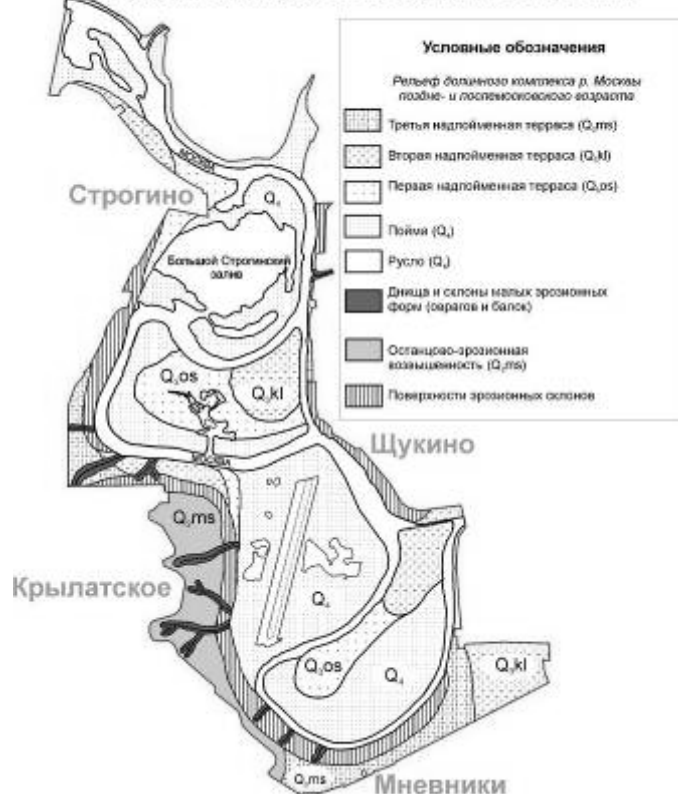 Условные обозначения
Рельеф долинного комплекса р. Москвы
поздне- и послемосковского возраста
Третья надпойменная терраса (Q₂ms)
Вторая надпойменная терраса (Q₃kl)
Первая надпойменная терраса (Q₃os)
Пойма (Q₄)
Русло (Q₄)
Днища и склоны малых эрозионных
форм (оврагов и балок)
Останцово-эрозионная
возвышенность (Q₂ms)
Поверхности эрозионных склонов
Москва
Строгино
Q₄
Большой Строгинский
залив
Q₃os
Q₃kl
Щукино
Москва
Q₂ms
Крылатское
Q₄
Q₃os
Q₄
Q₃kl
Q₂ms
Мневники